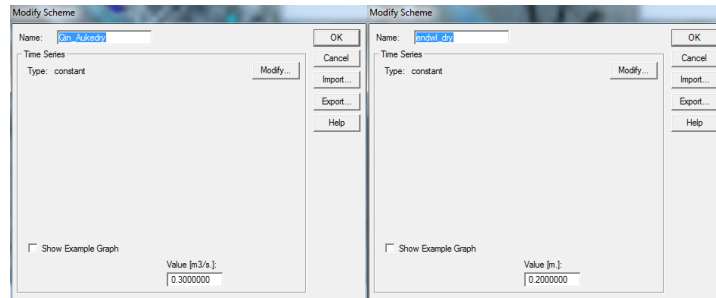 Modify Scheme
Name: Qin_Aukedry
OK
Time Series
Cancel
Type: constant
Modify...
Import...
Export...
Help
Show Example Graph
Value [m3/s.]:
0.3000000
Modify Scheme
Name: endwl_dry
OK
Time Series
Cancel
Type: constant
Modify...
Import...
Export...
Help
Show Example Graph
Value [m.]:
0.2000000